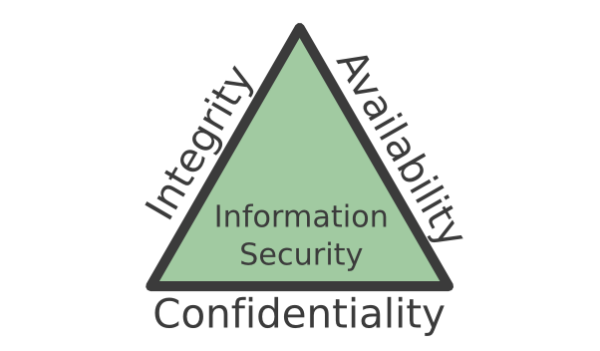 Integrity
Availability
Information
Security
Confidentiality